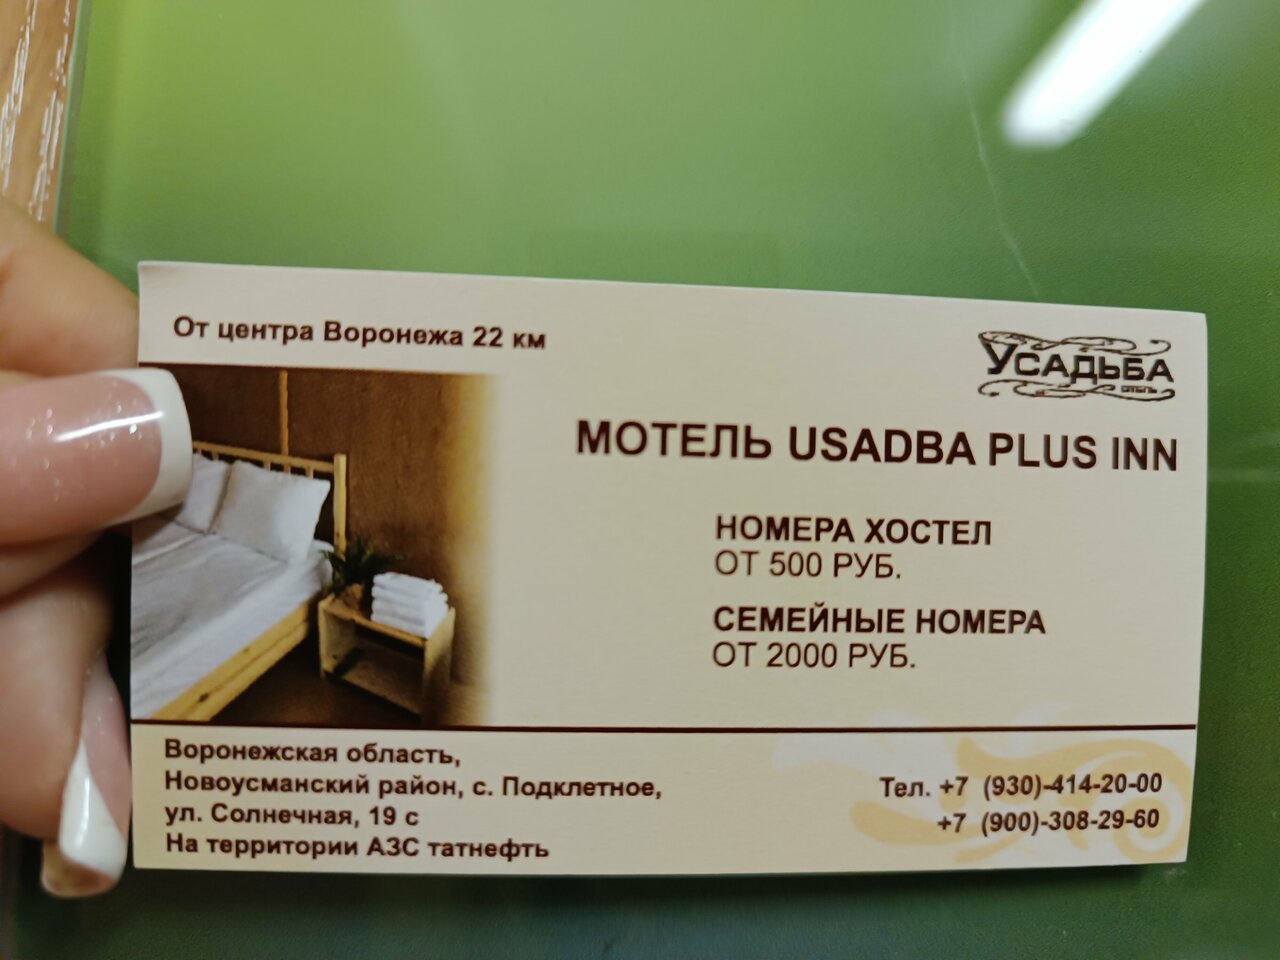 От центра Воронежа 22 км
УСАДЬБА
ОТЕЛЬ
МОТЕЛЬ USADBA PLUS INN
НОМЕРА ХОСТЕЛ
ОТ 500 РУБ.
СЕМЕЙНЫЕ НОМЕРА
ОТ 2000 РУБ.
Воронежская область,
Новоусманский район, с. Подклетное,
ул. Солнечная, 19 с
На территории АЗС татнефть
Тел. +7 (930)-414-20-00
+7 (900)-308-29-60